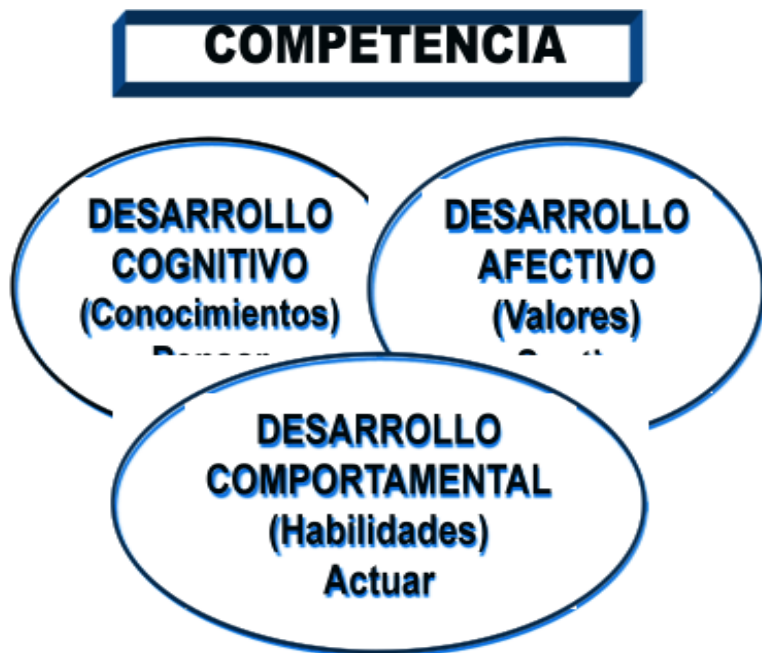 COMPETENCIA
DESARROLLO
COGNITIVO
(Conocimientos)
DESARROLLO
AFECTIVO
(Valores)
DESARROLLO
COMPORTAMENTAL
(Habilidades)
Actuar